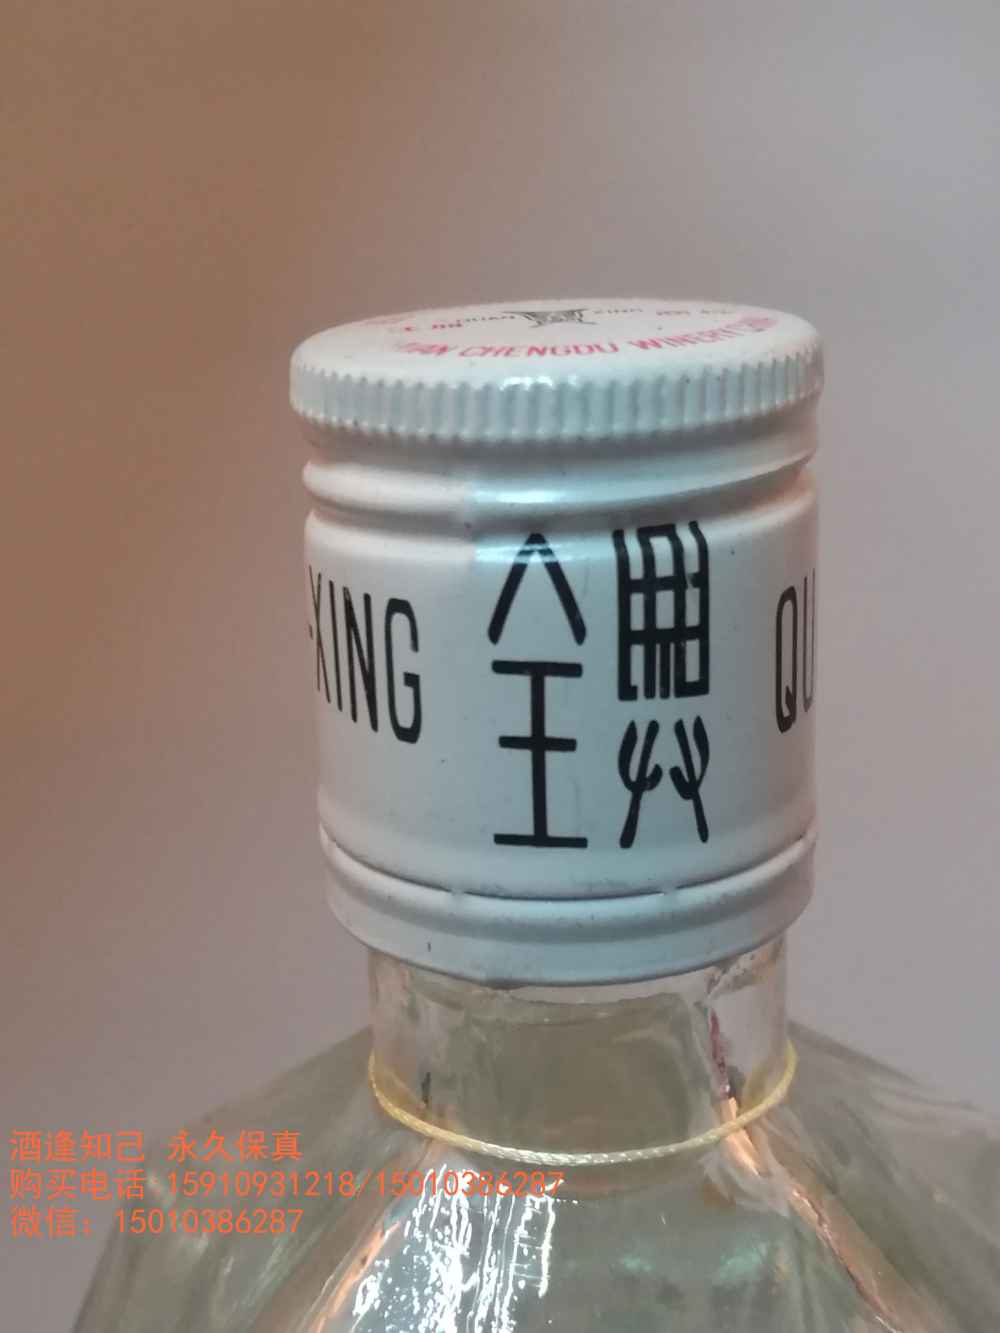 CHENGDU WINERY
-XING
全興
QU
酒逢知己 永久保真
购买电话 15910931218/15010386287
微信：15010386287